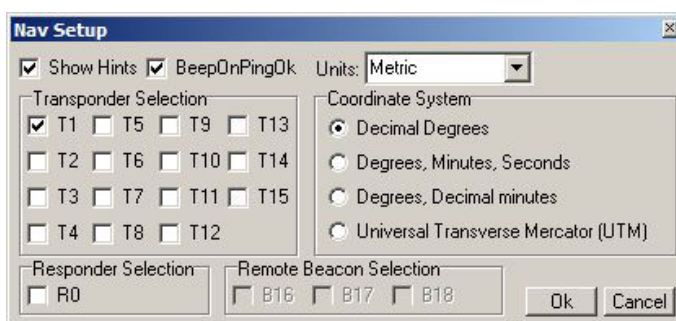 Nav Setup
Show Hints BeepOnPingOk Units: Metric
Transponder Selection
T1 T5 T9 T13
T2 T6 T10 T14
T3 T7 T11 T15
T4 T8 T12
Coordinate System
Decimal Degrees
Degrees, Minutes, Seconds
Degrees, Decimal minutes
Universal Transverse Mercator (UTM)
Responder Selection
R0
Remote Beacon Selection
B16 B17 B18
Ok Cancel